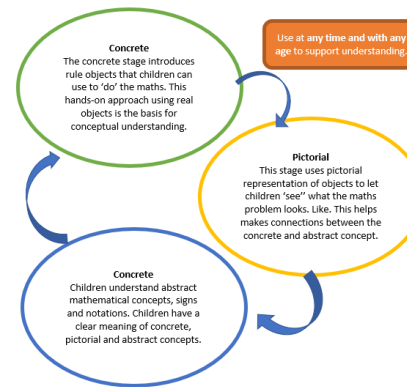 Concrete
The concrete stage introduces
rule objects that children can
use to 'do' the maths. This
hands-on approach using real
objects is the basis for
conceptual understanding.
Use at any time and with any
age to support understanding.
Pictorial
This stage uses pictorial
representation of objects to let
children 'see'' what the maths
problem looks. Like. This helps
makes connections between the
concrete and abstract concept.
Concrete
Children understand abstract
mathematical concepts, signs
and notations. Children have a
clear meaning of concrete,
pictorial and abstract concepts.